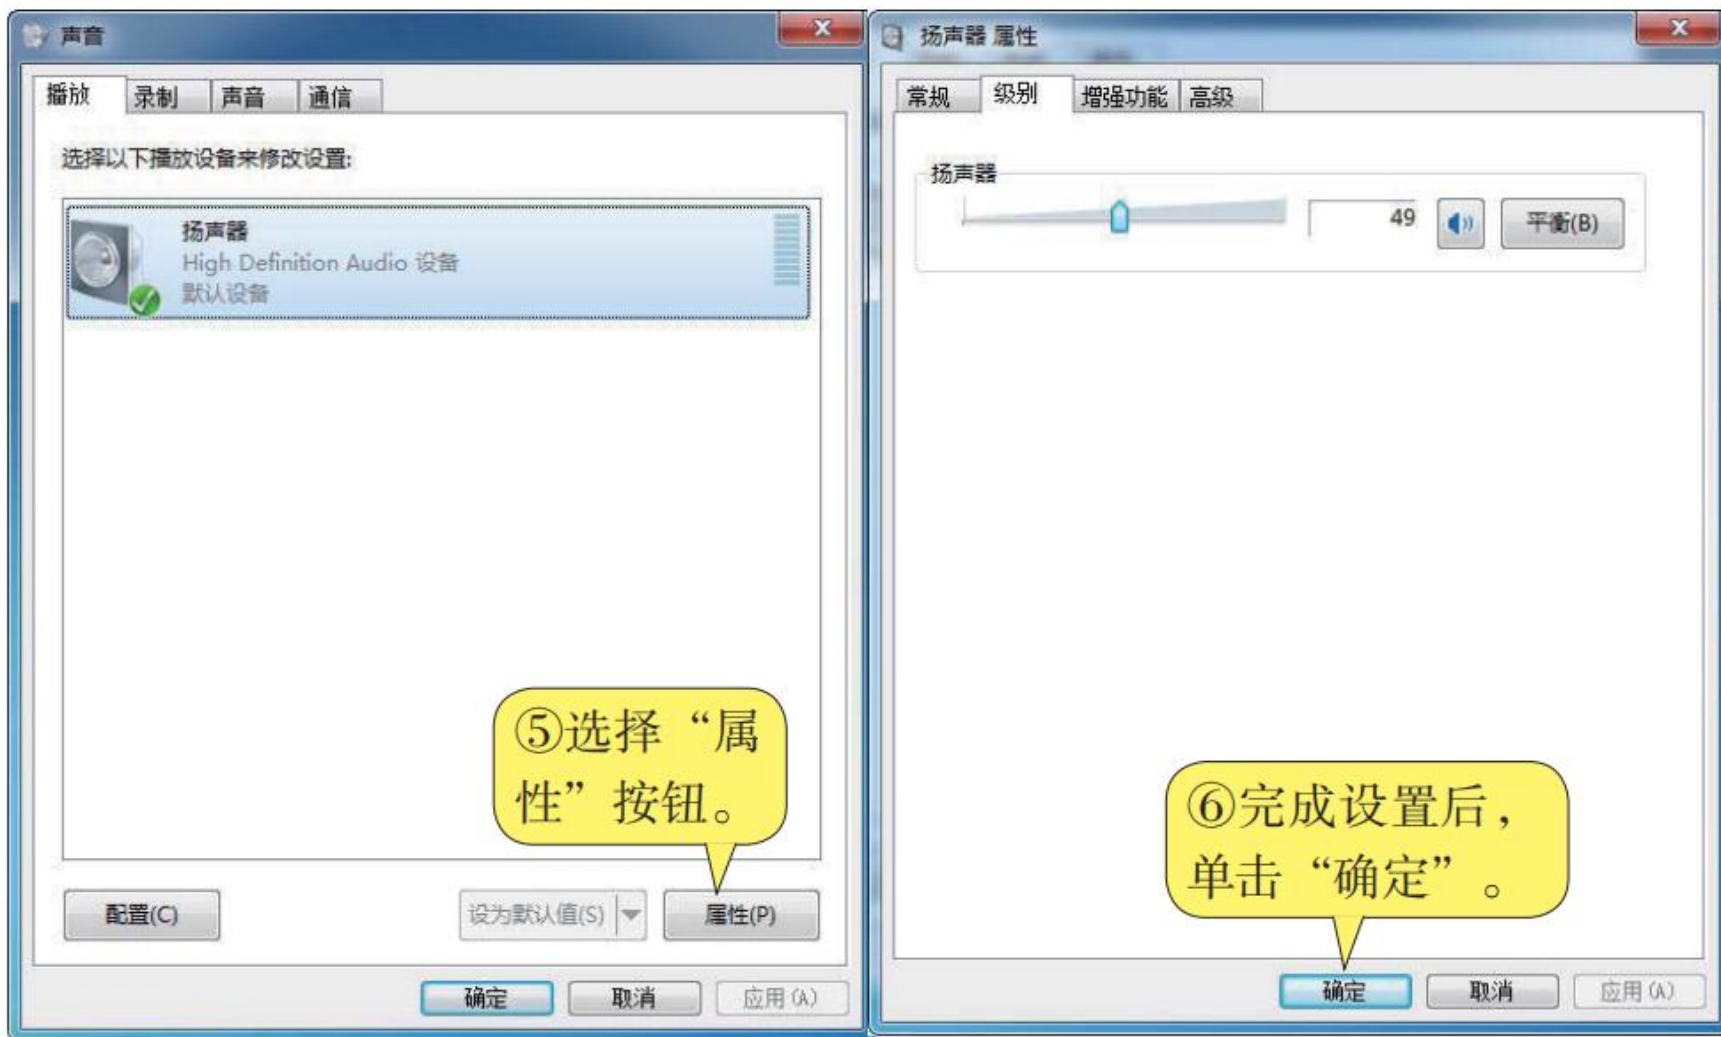 声音
播放 录制 声音 通信
选择以下播放设备来修改设置:
扬声器
High Definition Audio 设备
默认设备
⑤选择“属
性”按钮。
配置(C) 设为默认值(S) 属性(P)
确定 取消 应用(A)
扬声器 属性
常规 级别 增强功能 高级
扬声器
49 平衡(B)
⑥完成设置后，
单击“确定”。
确定 取消 应用(A)